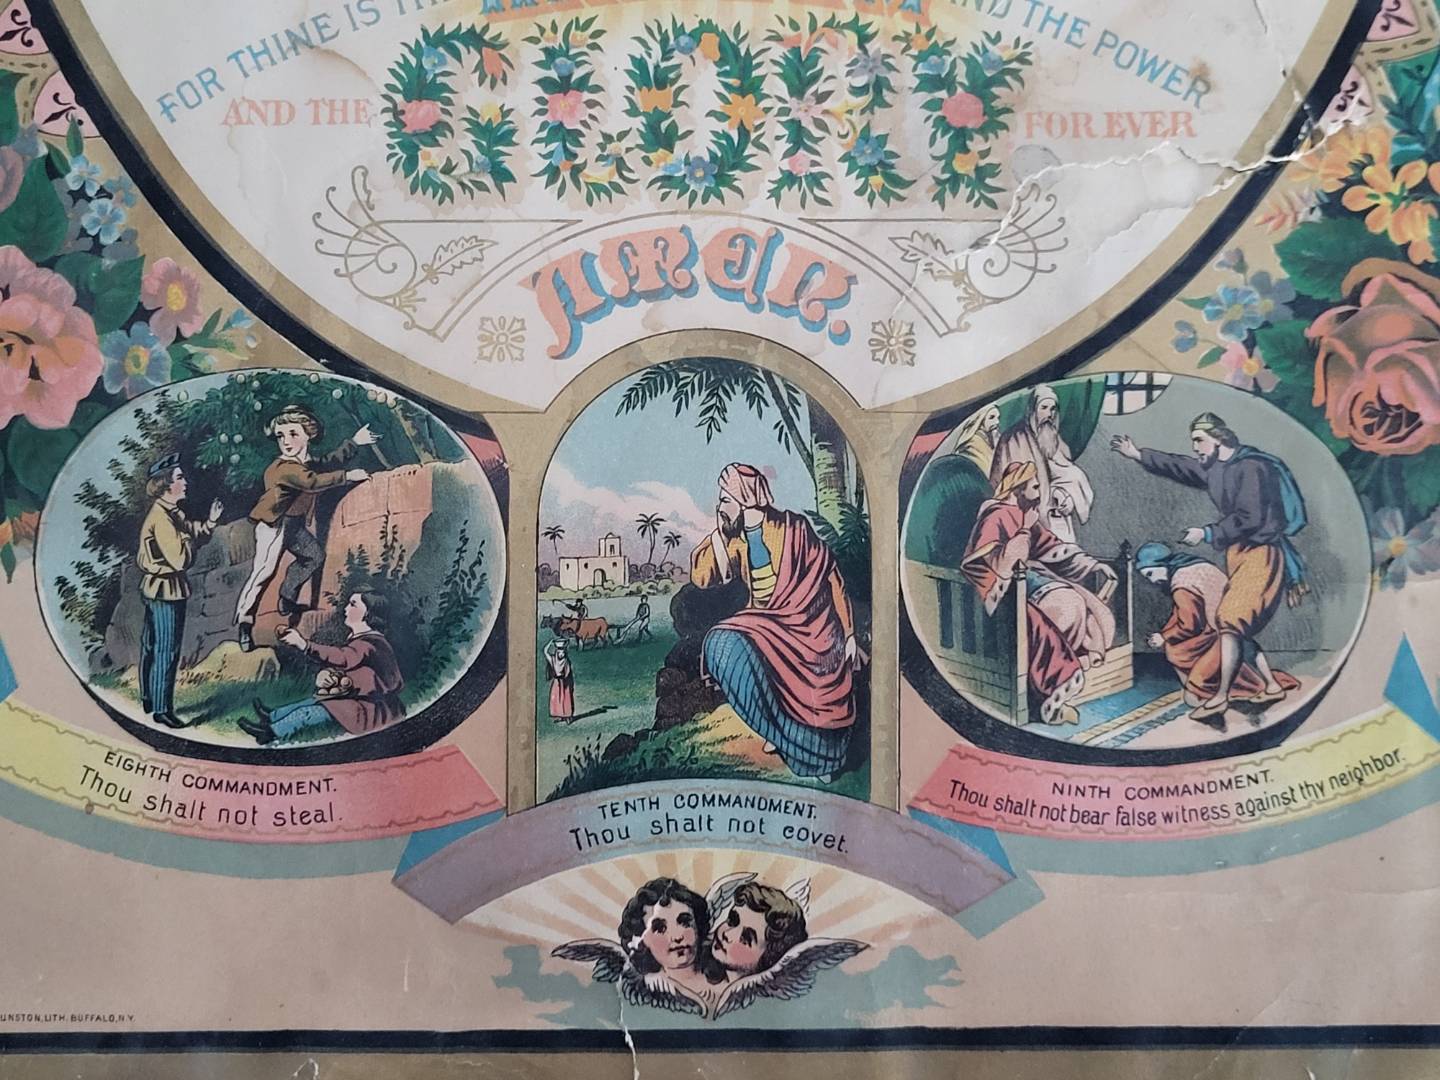 FOR THINE IS AND THE POWER
AND THE GLORY FOR EVER
AMEN.
EIGHTH COMMANDMENT.
Thou shalt not steal.
TENTH COMMANDMENT.
Thou shalt not covet.
NINTH COMMANDMENT.
Thou shalt not bear false witness against thy neighbor.
LITH. BUFFALO, N.Y.